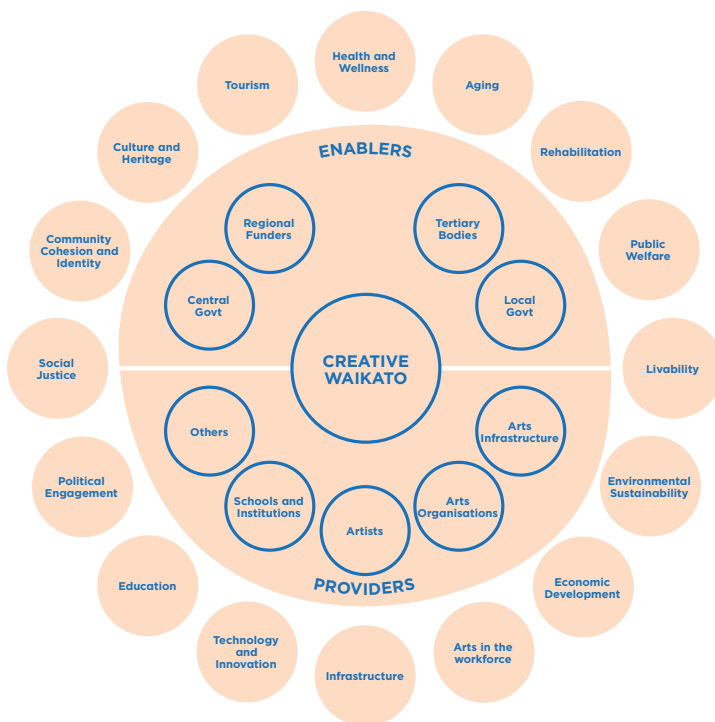 Health and
Wellness
Tourism
Aging
Culture and
Heritage
Rehabilitation
ENABLERS
Regional
Funders
Tertiary
Bodies
Community
Cohesion and
Identity
Public
Welfare
Central
Govt
Local
Govt
CREATIVE
WAIKATO
Social
Justice
Livability
Others
Arts
Infrastructure
Political
Engagement
Environmental
Sustainability
Schools and
Institutions
Arts
Organisations
Artists
PROVIDERS
Education
Economic
Development
Technology
and
Innovation
Arts in the
workforce
Infrastructure